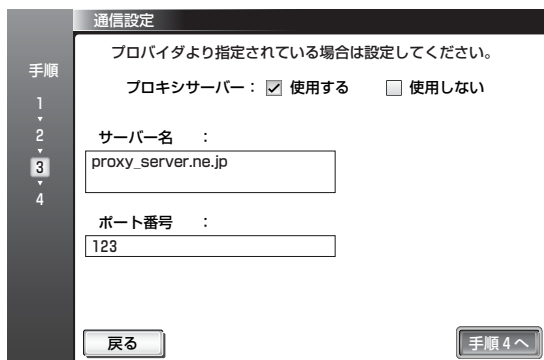 通信設定
手順
1
2
3
4
プロバイダより指定されている場合は設定してください。
プロキシサーバー： 使用する 使用しない
サーバー名 ：
proxy_server.ne.jp
ポート番号 ：
123
戻る
手順4へ